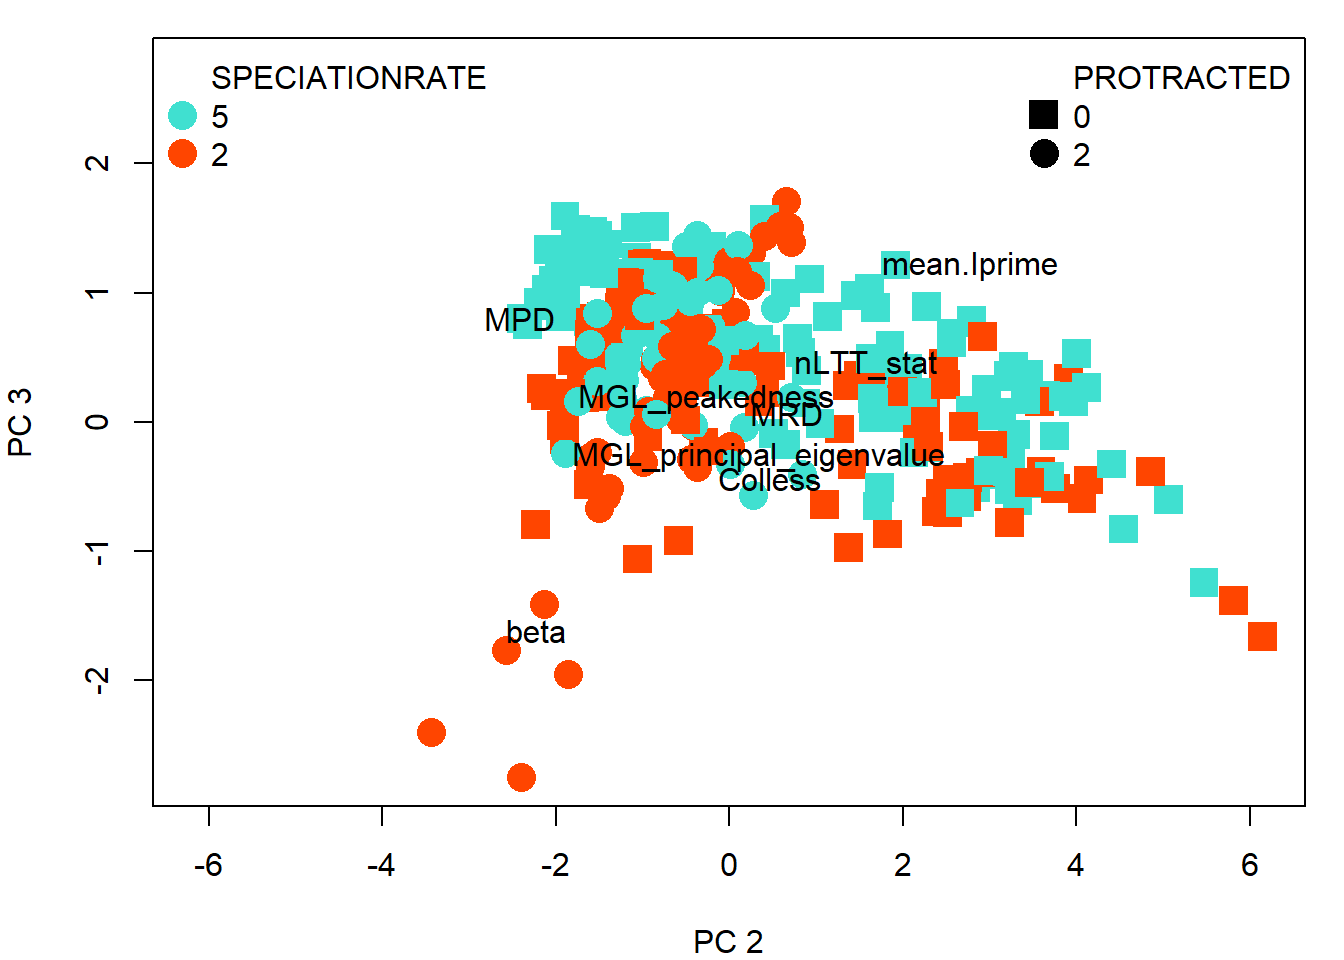 SPECIATIONRATE
5
2
PROTRACTED
0
2
mean.Iprime
MPD
nLTT_stat
MGL_peakedness
MRD
MGL_principal_eigenvalue
Colless
beta
PC 3
2
1
0
-1
-2
-6
-4
-2
0
2
4
6
PC 2